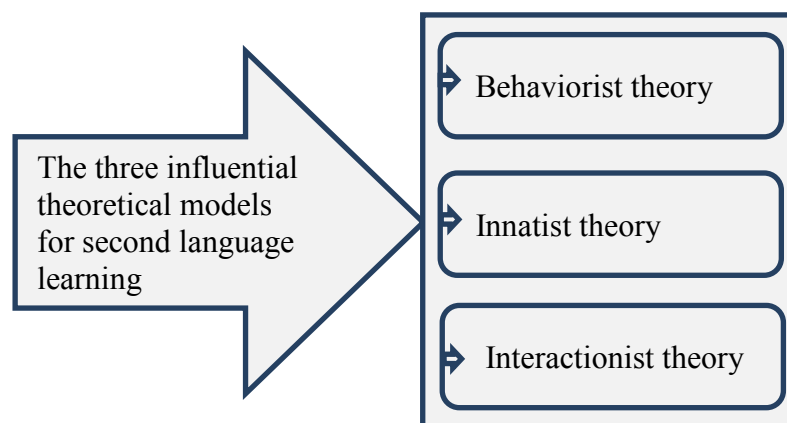 The three influential
theoretical models
for second language
learning
Behaviorist theory
Innatist theory
Interactionist theory